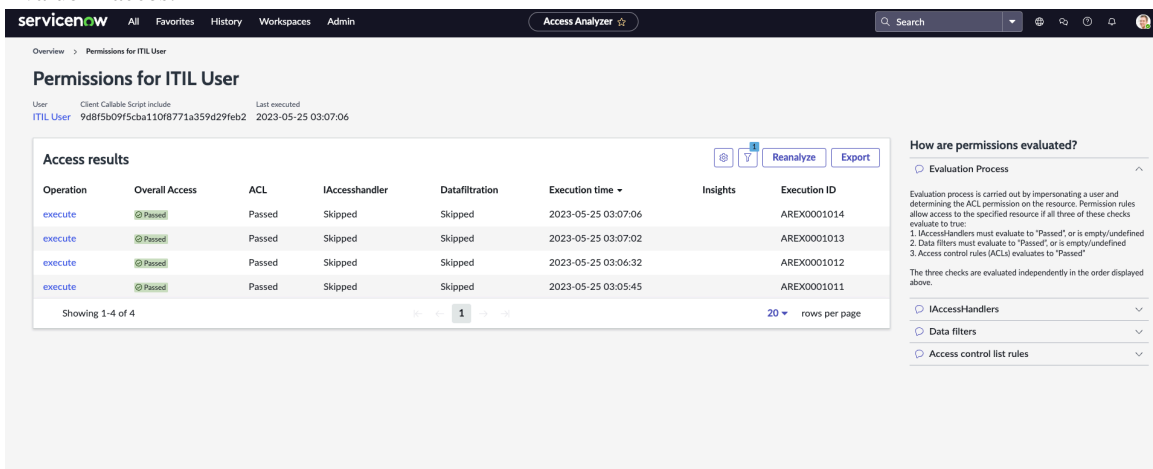 servicenow All Favorites History Workspaces Admin Access Analyzer Search
Overview > Permissions for ITIL User
Permissions for ITIL User
User Client Callable Script include Last executed
ITIL User 9d8f5b09f5cba110f8771a359d29feb2 2023-05-25 03:07:06
Access results 1 Reanalyze Export
Operation Overall Access ACL IAccesshandler Datafiltration Execution time Insights Execution ID
execute Passed Passed Skipped Skipped 2023-05-25 03:07:06 AREX0001014
execute Passed Passed Skipped Skipped 2023-05-25 03:07:02 AREX0001013
execute Passed Passed Skipped Skipped 2023-05-25 03:06:32 AREX0001012
execute Passed Passed Skipped Skipped 2023-05-25 03:05:45 AREX0001011
Showing 1-4 of 4 1 20 rows per page
How are permissions evaluated?
Evaluation Process
Evaluation process is carried out by impersonating a user and
determining the ACL permission on the resource. Permission rules
allow access to the specified resource if all three of these checks
evaluate to true:
1. IAccessHandlers must evaluate to "Passed", or is empty/undefined
2. Data filters must evaluate to "Passed", or is empty/undefined
3. Access control rules (ACLs) evaluates to "Passed"
The three checks are evaluated independently in the order displayed
above.
IAccessHandlers
Data filters
Access control list rules